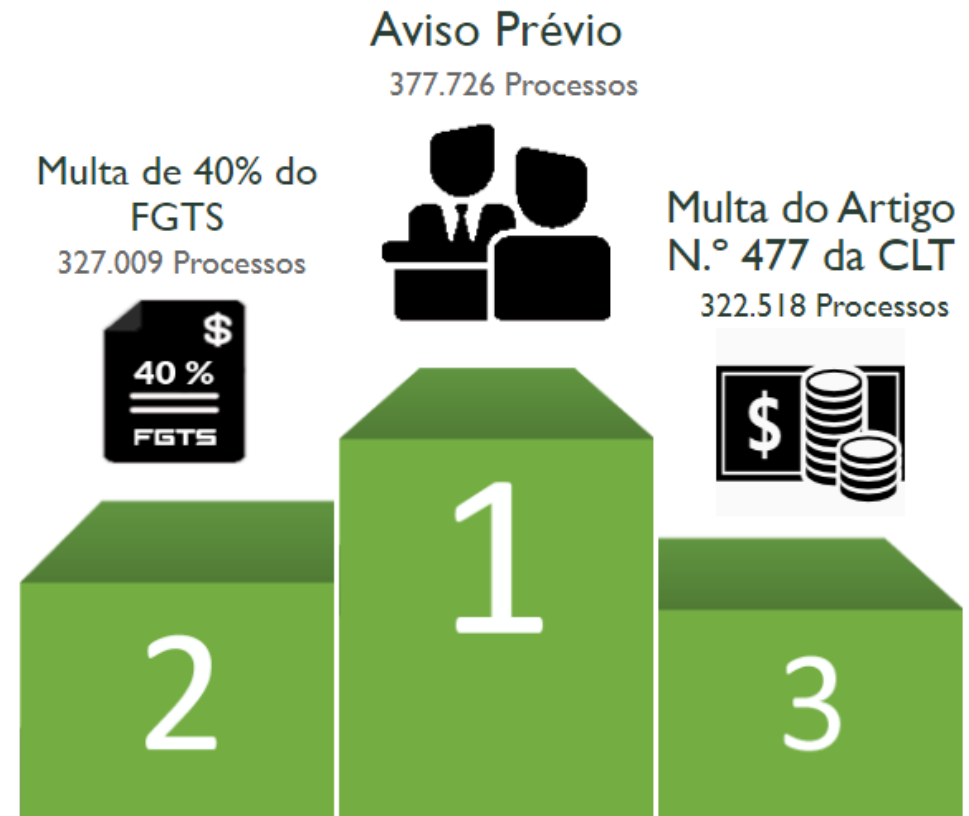 Aviso Prévio
377.726 Processos
Multa de 40% do
FGTS
327.009 Processos
Multa do Artigo
N.º 477 da CLT
322.518 Processos
$
40 %
FGTS
$
1
2
3